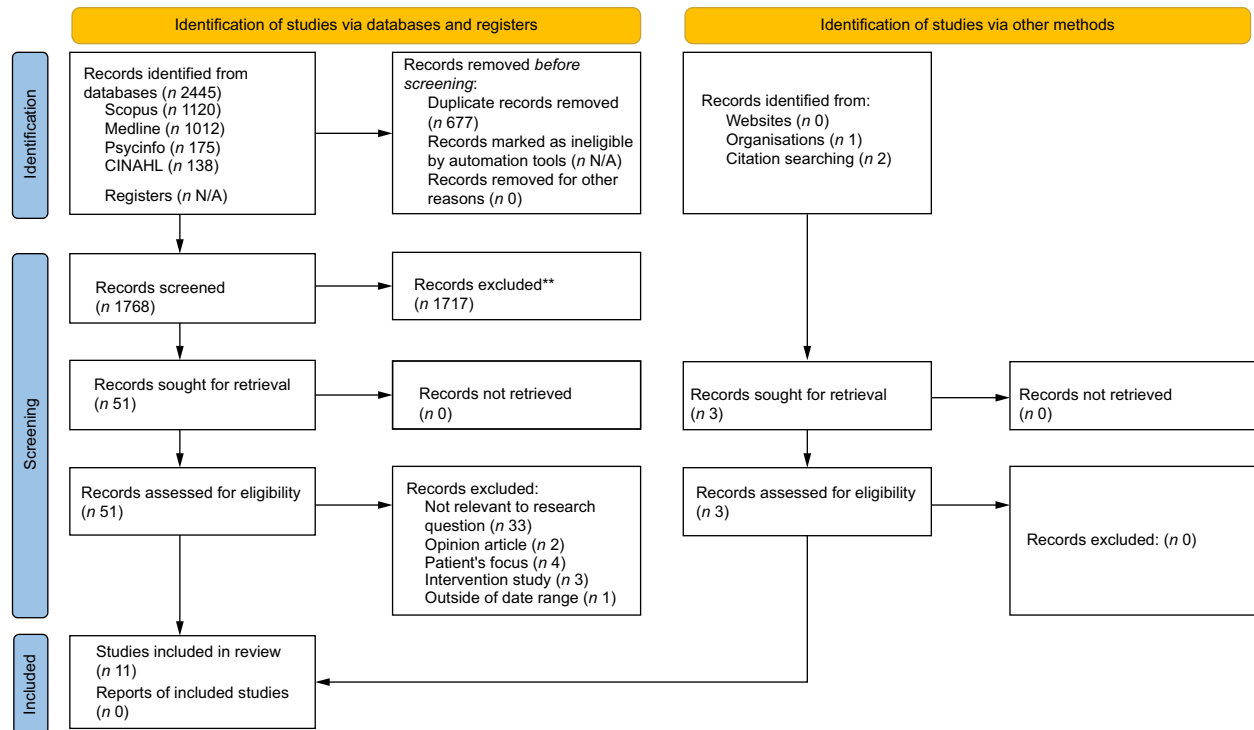 Identification of studies via databases and registers
Identification of studies via other methods
Identification
Records identified from
databases (n 2445)
Scopus (n 1120)
Medline (n 1012)
Psycinfo (n 175)
CINAHL (n 138)
Registers (n N/A)
Records removed before
screening:
Duplicate records removed
(n 677)
Records marked as ineligible
by automation tools (n N/A)
Records removed for other
reasons (n 0)
Records identified from:
Websites (n 0)
Organisations (n 1)
Citation searching (n 2)
Screening
Records screened
(n 1768)
Records excluded**
(n 1717)
Records sought for retrieval
(n 51)
Records not retrieved
(n 0)
Records sought for retrieval
(n 3)
Records not retrieved
(n 0)
Records assessed for eligibility
(n 51)
Records excluded:
Not relevant to research
question (n 33)
Opinion article (n 2)
Patient's focus (n 4)
Intervention study (n 3)
Outside of date range (n 1)
Records assessed for eligibility
(n 3)
Records excluded: (n 0)
Included
Studies included in review
(n 11)
Reports of included studies
(n 0)